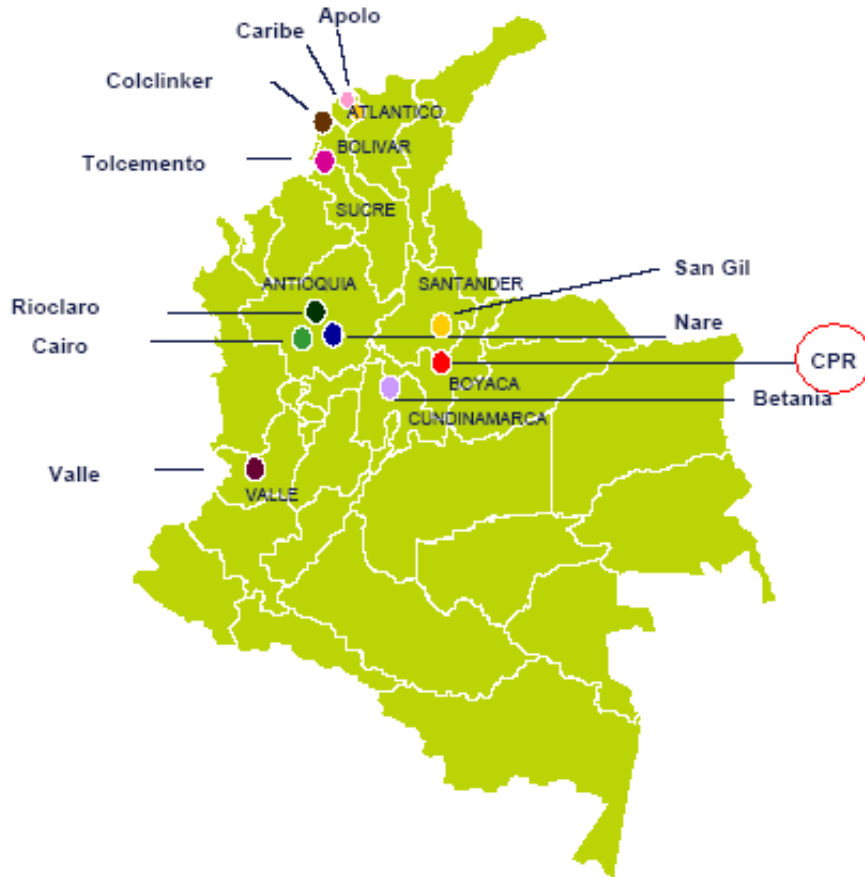 Apolo
Caribe
Colclinker
ATLANTICO
BOLIVAR
Tolcemento
SUCRE
San Gil
ANTIOQUIA
SANTANDER
Rioclaro
Nare
Cairo
CPR
BOYACA
Betania
CUNDINAMARCA
Valle
VALLE